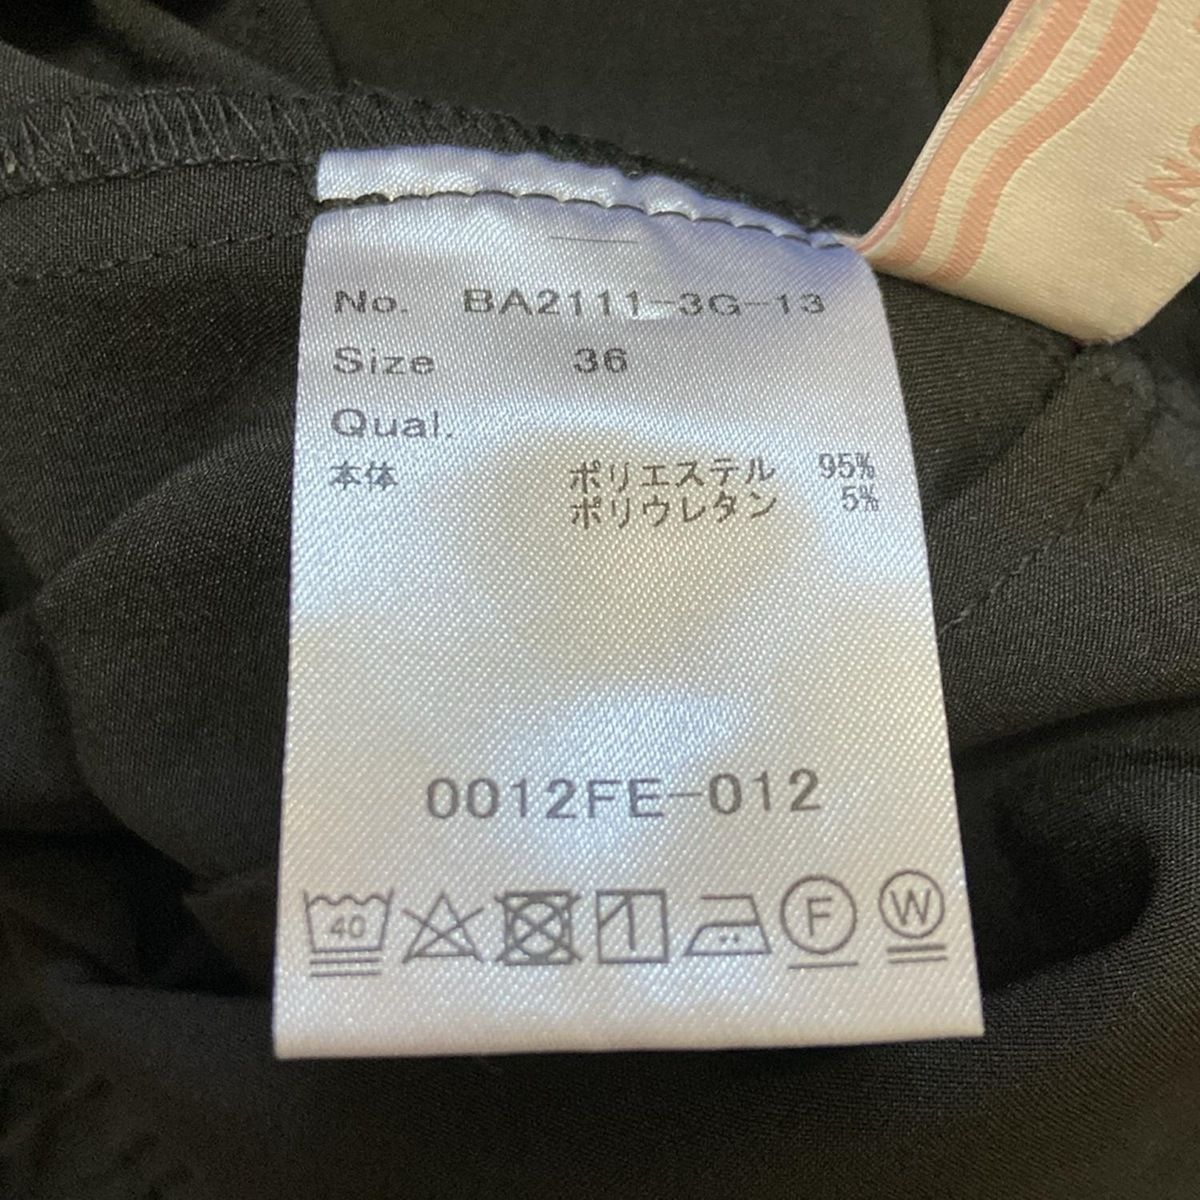 No. BA2111-3G-13
Size 36
Qual.
本体 ポリエステル 95%
ポリウレタン 5%
0012FE-012
40
F
W